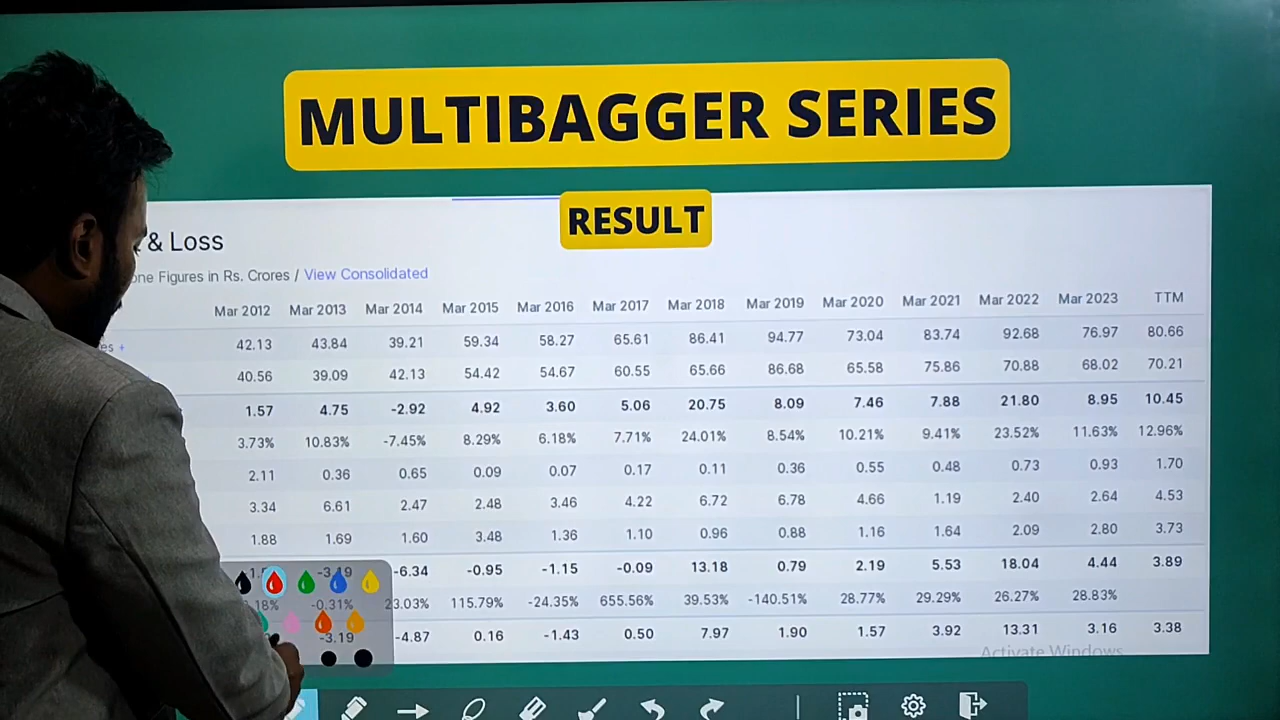 MULTIBAGGER SERIES
RESULT
& Loss
one Figures in Rs. Crores / View Consolidated
Mar 2012 Mar 2013 Mar 2014 Mar 2015 Mar 2016 Mar 2017 Mar 2018 Mar 2019 Mar 2020 Mar 2021 Mar 2022 Mar 2023 TTM
es + 42.13 43.84 39.21 59.34 58.27 65.61 86.41 94.77 73.04 83.74 92.68 76.97 80.66
40.56 39.09 42.13 54.42 54.67 60.55 65.66 86.68 65.58 75.86 70.88 68.02 70.21
1.57 4.75 -2.92 4.92 3.60 5.06 20.75 8.09 7.46 7.88 21.80 8.95 10.45
3.73% 10.83% -7.45% 8.29% 6.18% 7.71% 24.01% 8.54% 10.21% 9.41% 23.52% 11.63% 12.96%
2.11 0.36 0.65 0.09 0.07 0.17 0.11 0.36 0.55 0.48 0.73 0.93 1.70
3.34 6.61 2.47 2.48 3.46 4.22 6.72 6.78 4.66 1.19 2.40 2.64 4.53
1.88 1.69 1.60 3.48 1.36 1.10 0.96 0.88 1.16 1.64 2.09 2.80 3.73
-3.19 -6.34 -0.95 -1.15 -0.09 13.18 0.79 2.19 5.53 18.04 4.44 3.89
-0.31% 23.03% 115.79% -24.35% 655.56% 39.53% -140.51% 28.77% 29.29% 26.27% 28.83%
-3.19 -4.87 0.16 -1.43 0.50 7.97 1.90 1.57 3.92 13.31 3.16 3.38
Activate Windows